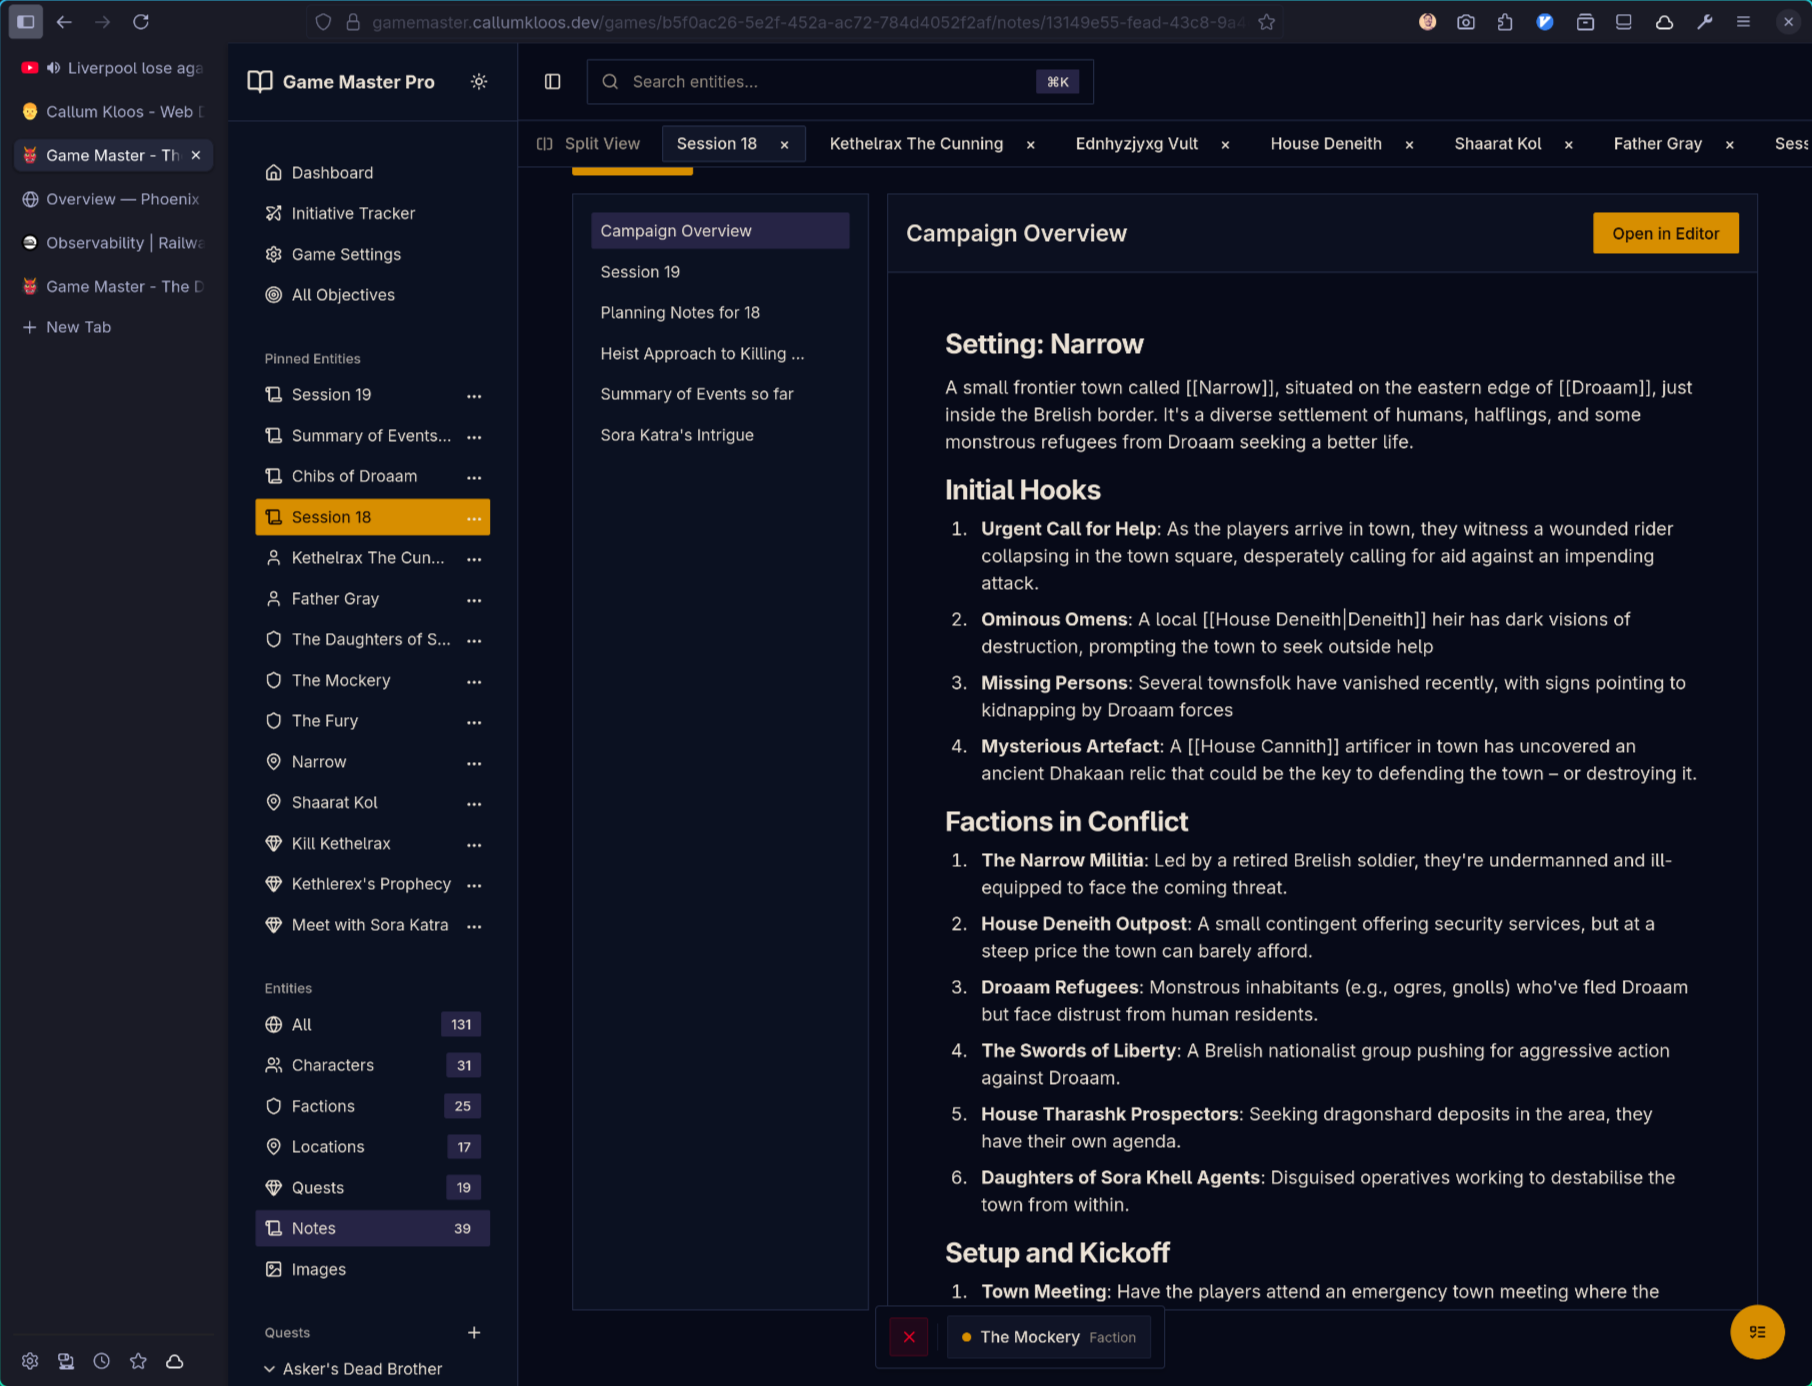 gamemaster.callumkloos.dev/games/b5f0ac26-5e2f-452a-ac72-784d4052f2af/notes/13149e55-fead-43c8-9a4
Liverpool lose aga
Callum Kloos - Web D
Game Master - Th
Overview — Phoenix
Observability | Railwa
Game Master - The D
New Tab
Game Master Pro
Dashboard
Initiative Tracker
Game Settings
All Objectives
Pinned Entities
Session 19
Summary of Events...
Chibs of Droaam
Session 18
Kethelrax The Cun...
Father Gray
The Daughters of S...
The Mockery
The Fury
Narrow
Shaarat Kol
Kill Kethelrax
Kethlerex's Prophecy
Meet with Sora Katra
Entities
All 131
Characters 31
Factions 25
Locations 17
Quests 19
Notes 39
Images
Quests
Asker's Dead Brother
Search entities... ⌘K
Split View Session 18 Kethelrax The Cunning Ednhyzjyxg Vult House Deneith Shaarat Kol Father Gray Sess
Campaign Overview
Session 19
Planning Notes for 18
Heist Approach to Killing ...
Summary of Events so far
Sora Katra's Intrigue
Campaign Overview
Open in Editor
Setting: Narrow
A small frontier town called [[Narrow]], situated on the eastern edge of [[Droaam]], just
inside the Brelish border. It's a diverse settlement of humans, halflings, and some
monstrous refugees from Droaam seeking a better life.
Initial Hooks
1. Urgent Call for Help: As the players arrive in town, they witness a wounded rider
collapsing in the town square, desperately calling for aid against an impending
attack.
2. Ominous Omens: A local [[House Deneith|Deneith]] heir has dark visions of
destruction, prompting the town to seek outside help
3. Missing Persons: Several townsfolk have vanished recently, with signs pointing to
kidnapping by Droaam forces
4. Mysterious Artefact: A [[House Cannith]] artificer in town has uncovered an
ancient Dhakaan relic that could be the key to defending the town – or destroying it.
Factions in Conflict
1. The Narrow Militia: Led by a retired Brelish soldier, they're undermanned and ill-
equipped to face the coming threat.
2. House Deneith Outpost: A small contingent offering security services, but at a
steep price the town can barely afford.
3. Droaam Refugees: Monstrous inhabitants (e.g., ogres, gnolls) who've fled Droaam
but face distrust from human residents.
4. The Swords of Liberty: A Brelish nationalist group pushing for aggressive action
against Droaam.
5. House Tharashk Prospectors: Seeking dragonshard deposits in the area, they
have their own agenda.
6. Daughters of Sora Khell Agents: Disguised operatives working to destabilise the
town from within.
Setup and Kickoff
1. Town Meeting: Have the players attend an emergency town meeting where the
The Mockery Faction